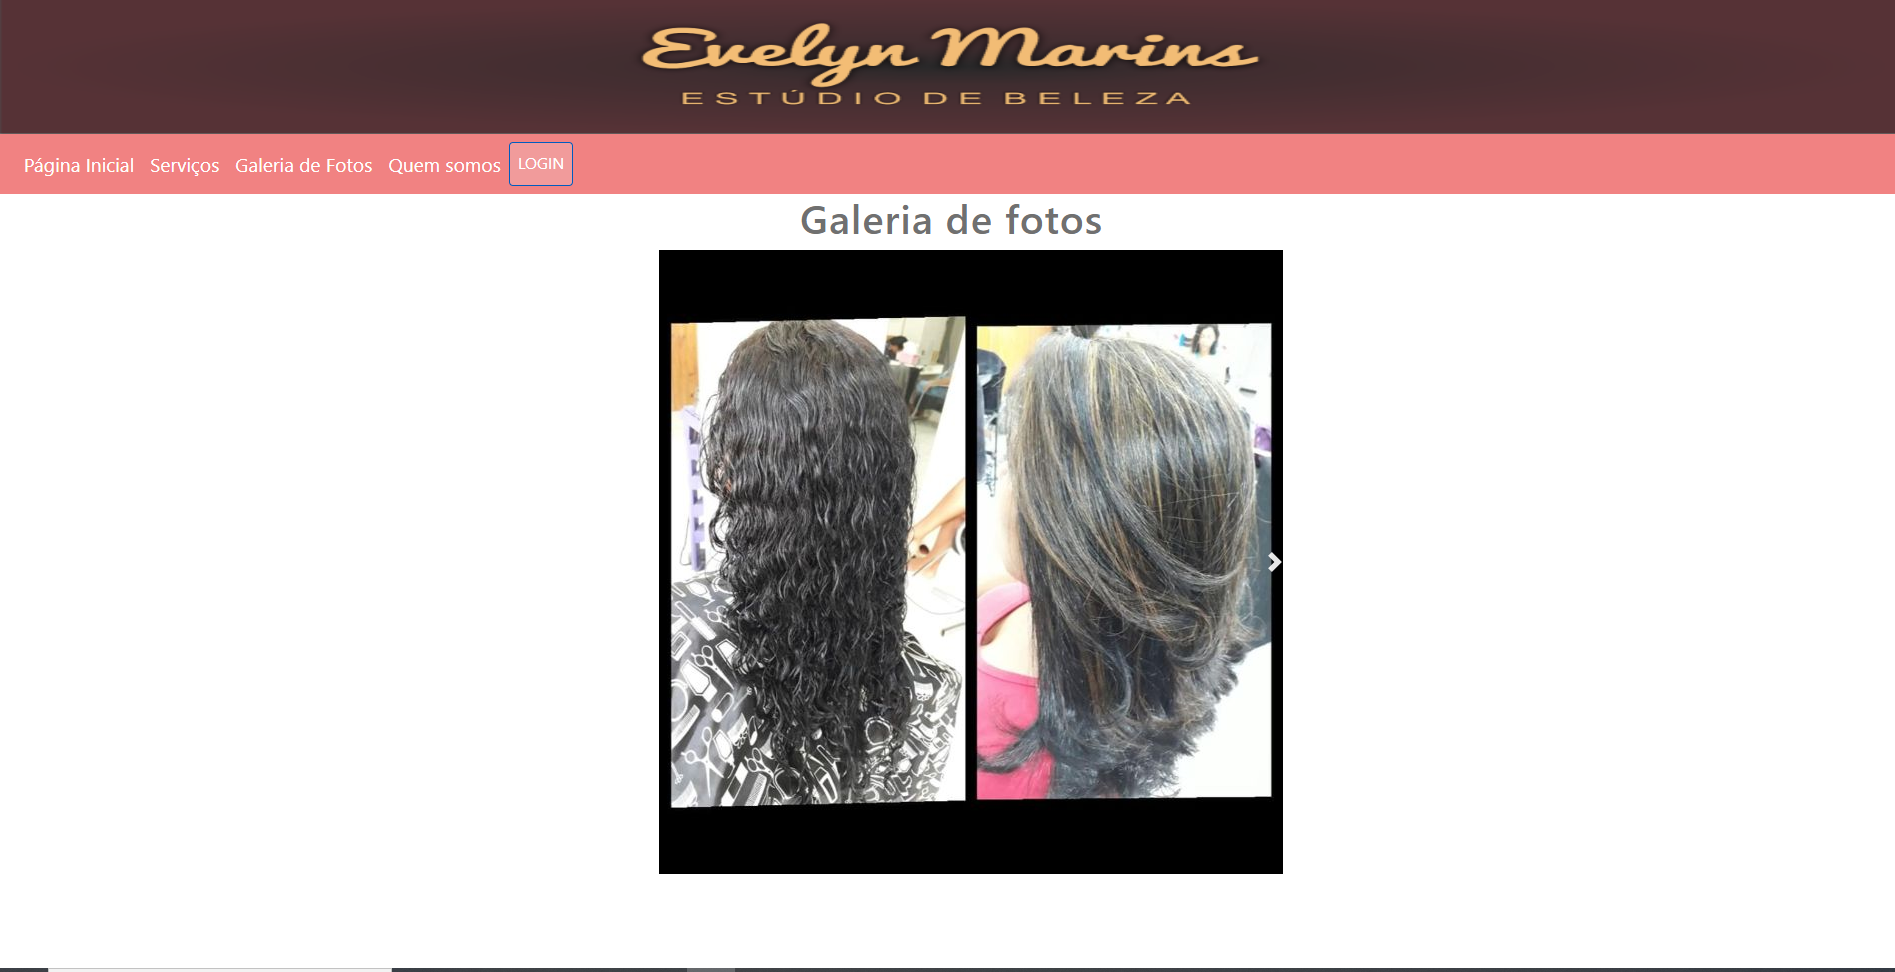 Evelyn Marins
ESTÚDIO DE BELEZA
Página Inicial Serviços Galeria de Fotos Quem somos LOGIN
Galeria de fotos